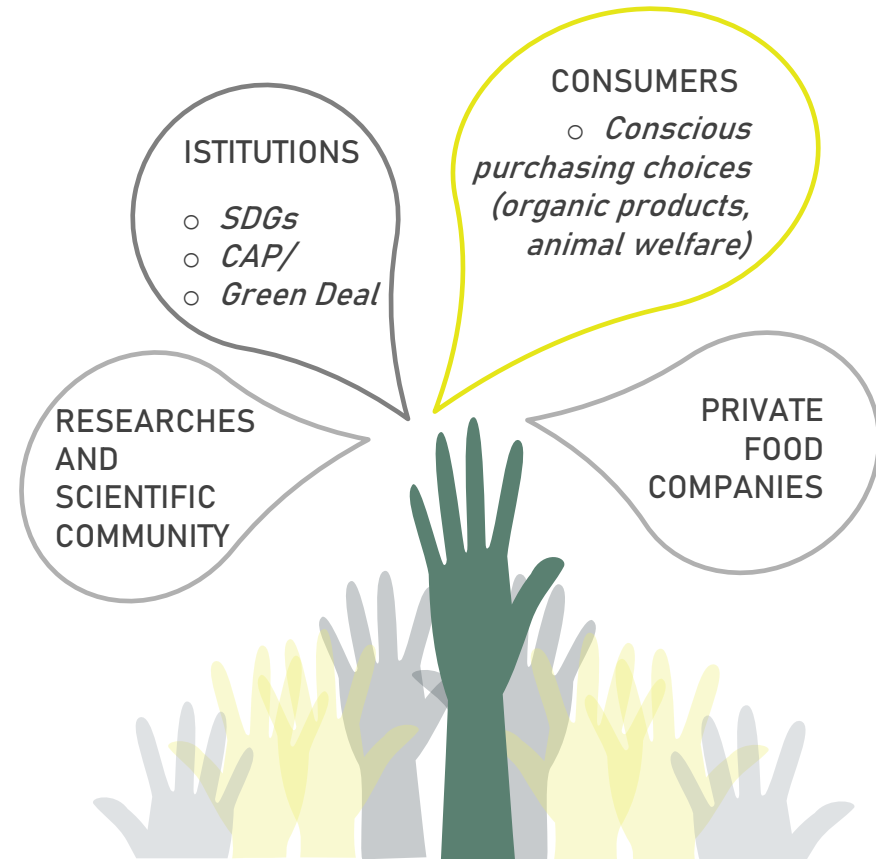 CONSUMERS
○ Conscious
purchasing choices
(organic products,
animal welfare)
ISTITUTIONS
○ SDGs
○ CAP/
○ Green Deal
RESEARCHES
AND
SCIENTIFIC
COMMUNITY
PRIVATE
FOOD
COMPANIES